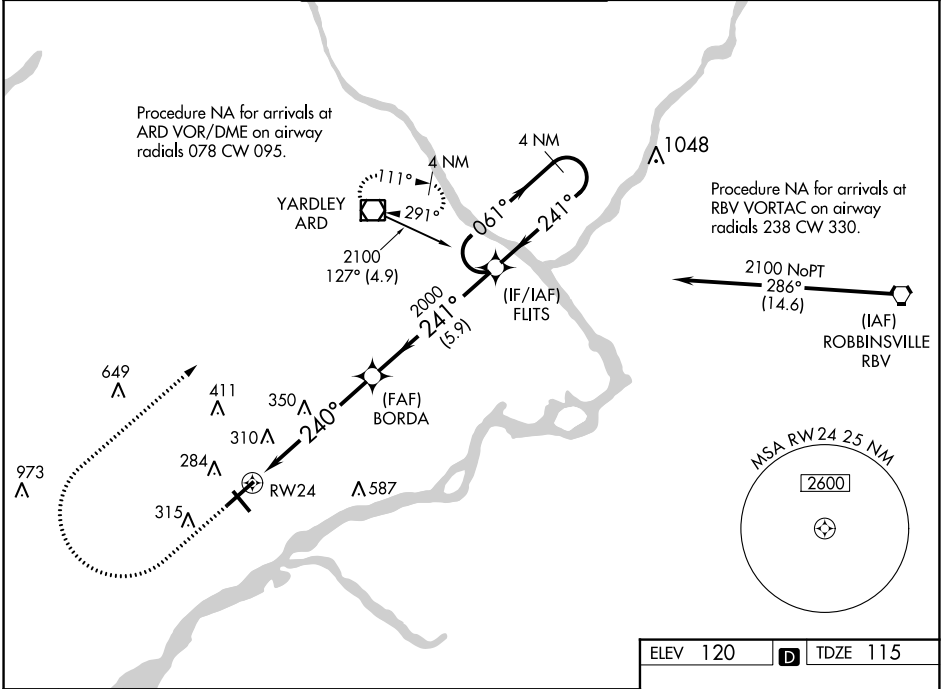 Procedure NA for arrivals at
ARD VOR/DME on airway
radials 078 CW 095.
4 NM
4 NM
1048
111°
291°
YARDLEY
ARD
061°
241°
Procedure NA for arrivals at
RBV VORTAC on airway
radials 238 CW 330.
2100
127° (4.9)
2100 NoPT
286°
(14.6)
(IF/IAF)
FLITS
2000
241°
(5.9)
(IAF)
ROBBINSVILLE
RBV
649
411
350
(FAF)
BORDA
240°
310
284
973
RW24
587
315
MSA RW24 25 NM
2600
ELEV 120 D TDZE 115